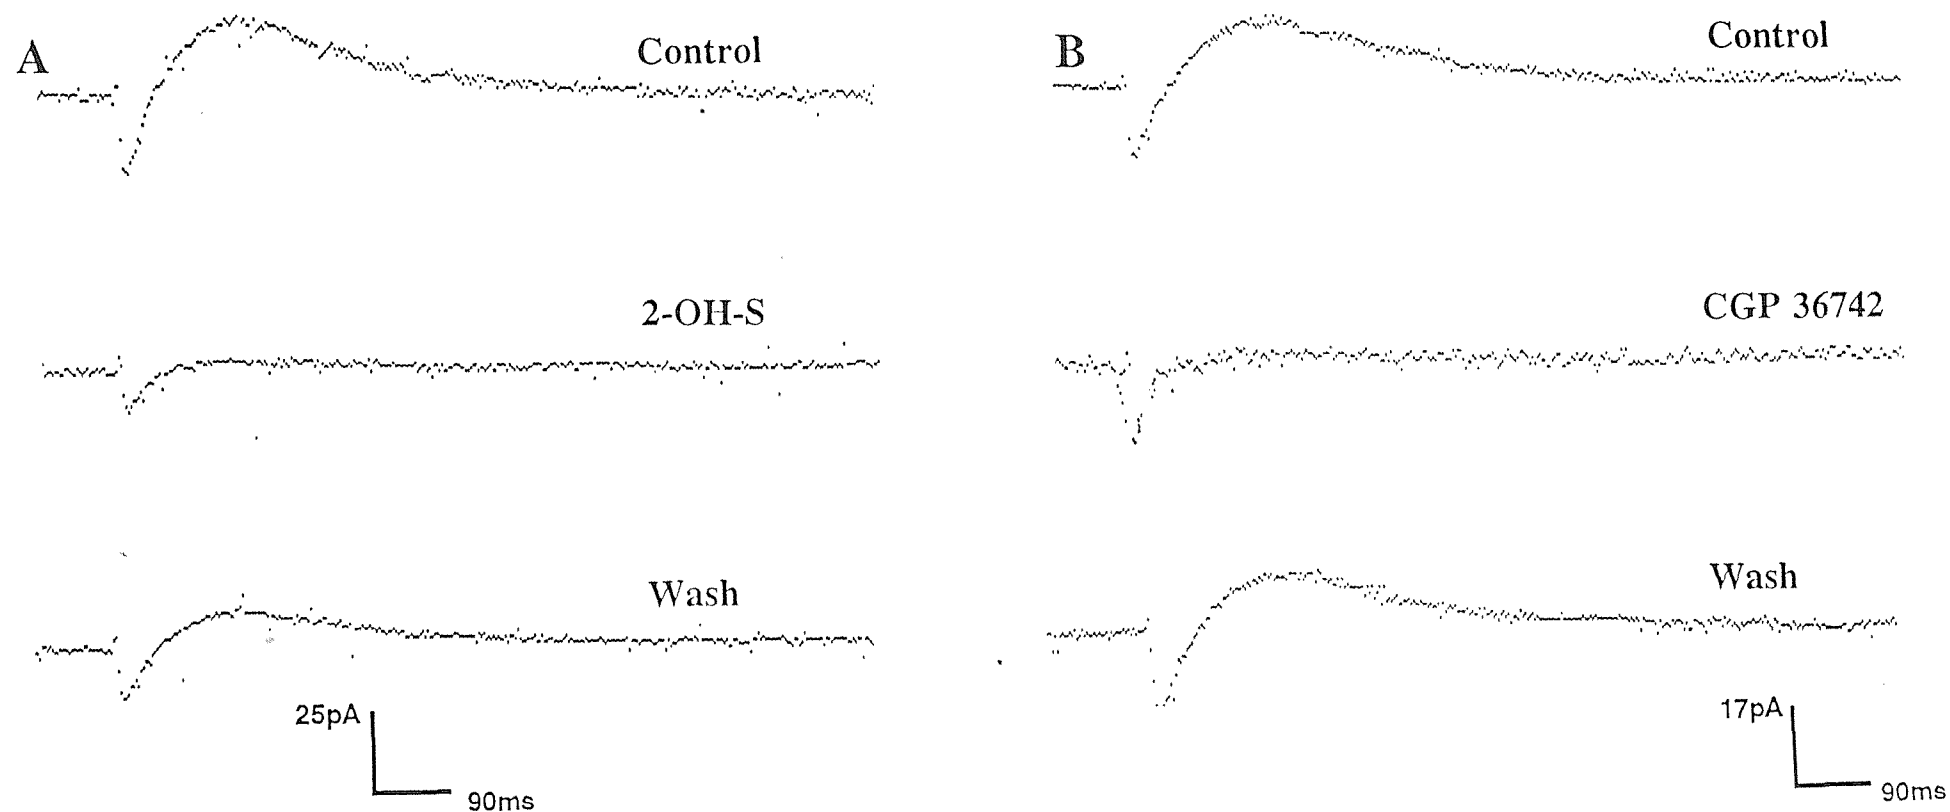 A
Control
2-OH-S
Wash
25pA
90ms
B
Control
CGP 36742
Wash
17pA
90ms